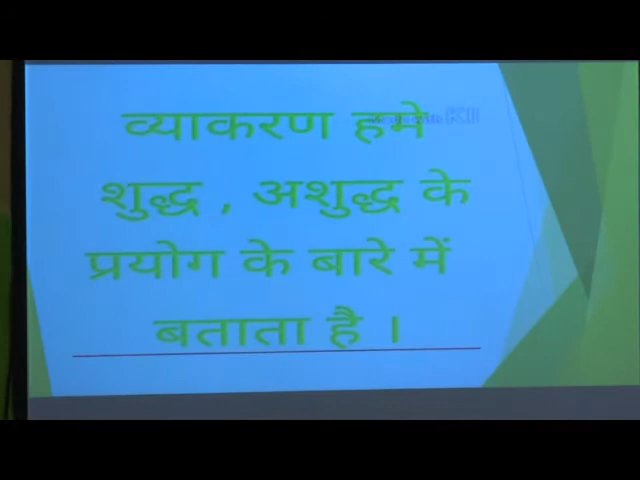 व्याकरण हमे
शुद्ध , अशुद्ध के
प्रयोग के बारे में
बताता है ।